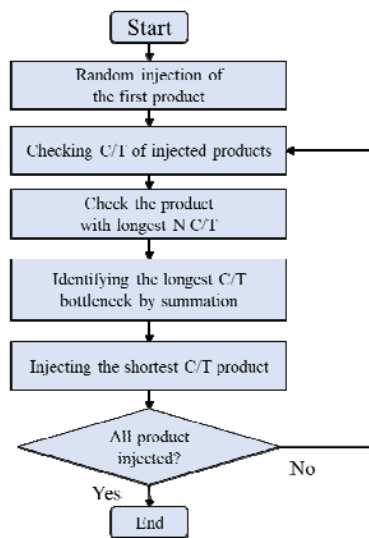 Start
Random injection of
the first product
Checking C/T of injected products
Check the product
with longest N C/T
Identifying the longest C/T
bottleneck by summation
Injecting the shortest C/T product
All product
injected?
No
Yes
End